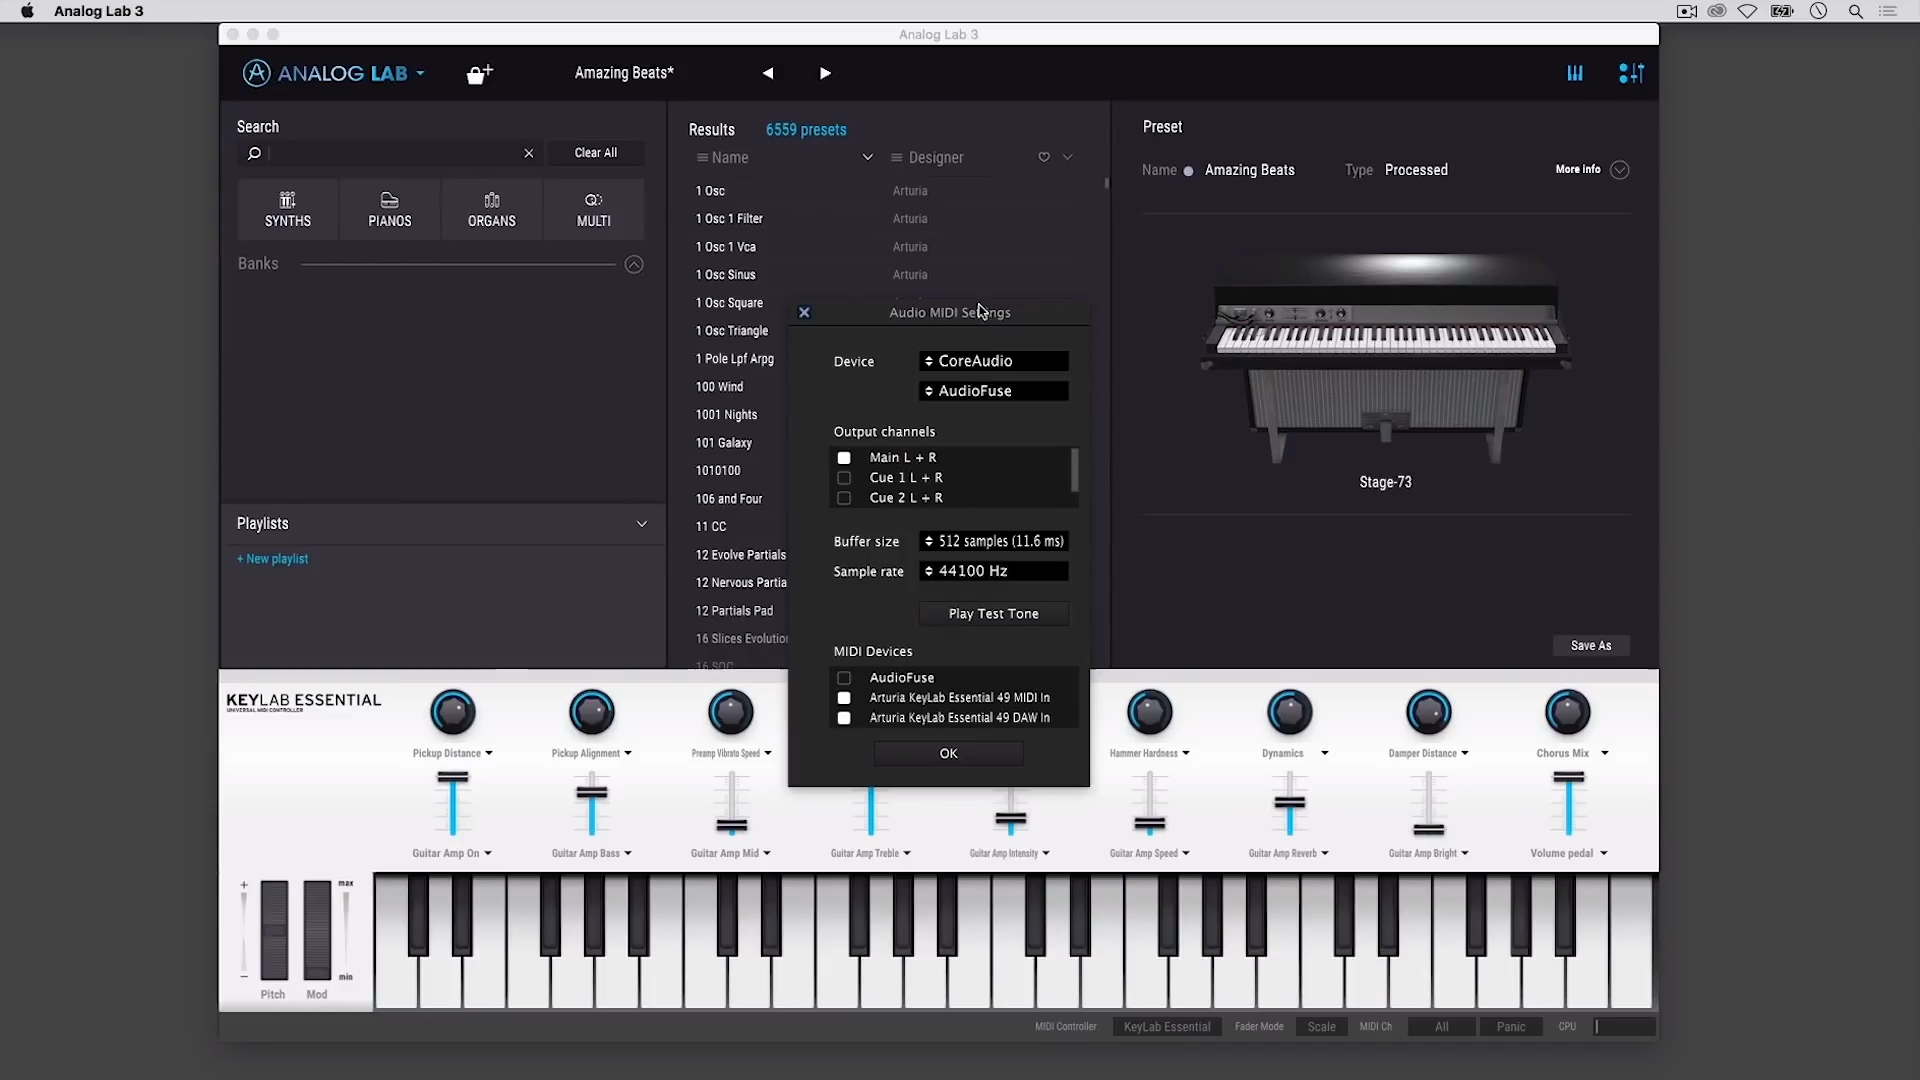 Analog Lab 3
Analog Lab 3
ANALOG LAB
Amazing Beats*
Search
Clear All
SYNTHS PIANOS ORGANS MULTI
Banks
Playlists
+ New playlist
Results 6559 presets
Name Designer
1 Osc Arturia
1 Osc 1 Filter Arturia
1 Osc 1 Vca Arturia
1 Osc Sinus Arturia
1 Osc Square
1 Osc Triangle
1 Pole Lpf Arpg
100 Wind
1001 Nights
101 Galaxy
1010100
106 and Four
11 CC
12 Evolve Partials
12 Nervous Partia
12 Partials Pad
16 Slices Evolution
16 SOC
Preset
Name Amazing Beats Type Processed More info
Stage-73
Save As
Audio MIDI Settings
Device CoreAudio
AudioFuse
Output channels
Main L + R
Cue 1 L + R
Cue 2 L + R
Buffer size 512 samples (11.6 ms)
Sample rate 44100 Hz
Play Test Tone
MIDI Devices
AudioFuse
Arturia KeyLab Essential 49 MIDI In
Arturia KeyLab Essential 49 DAW In
OK
KEYLAB ESSENTIAL
UNIVERSAL MIDI CONTROLLER
Pickup Distance Pickup Alignment Preamp Vibrato Speed Hammer Hardness Dynamics Damper Distance Chorus Mix
Guitar Amp On Guitar Amp Bass Guitar Amp Mid Guitar Amp Treble Guitar Amp Intensity Guitar Amp Speed Guitar Amp Reverb Guitar Amp Bright Volume pedal
+ max
− min
Pitch Mod
MIDI Controller KeyLab Essential Fader Mode Scale MIDI Ch All Panic CPU